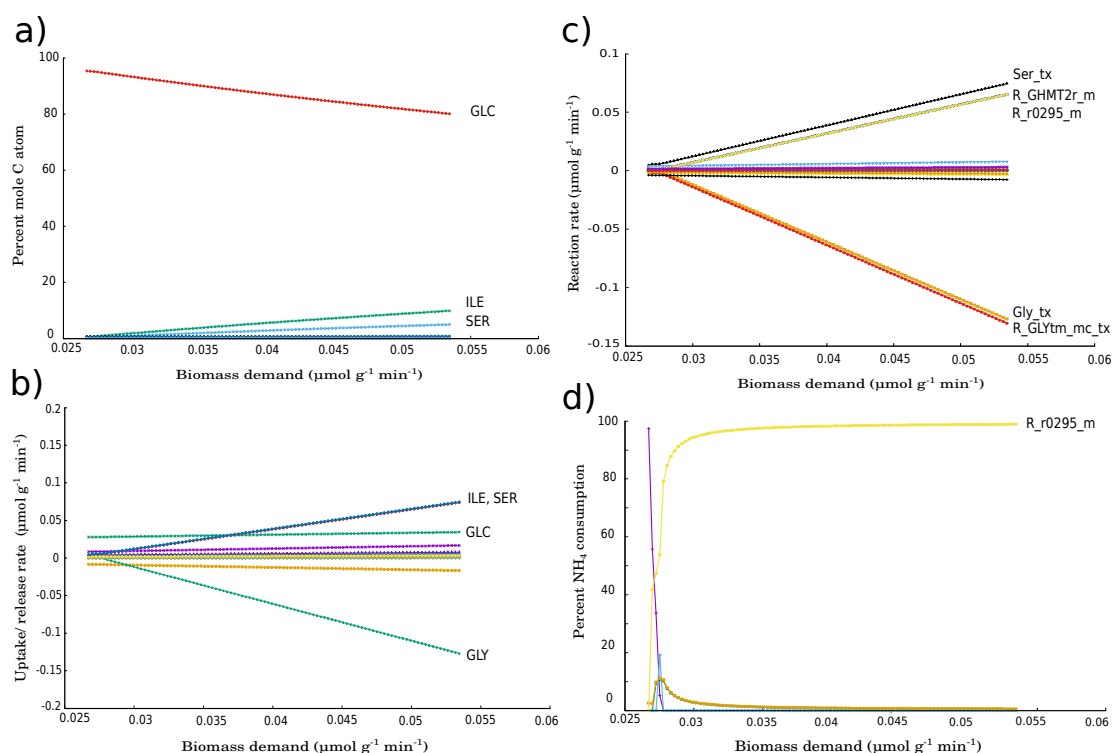 a)
100
80
60
40
20
0
Percent mole C atom
GLC
ILE
SER
0.025
0.03
0.035
0.04
0.045
0.05
0.055
0.06
Biomass demand (µmol g⁻¹ min⁻¹)
b)
0.2
0.15
0.1
0.05
0
-0.05
-0.1
-0.15
-0.2
Uptake/ release rate (µmol g⁻¹ min⁻¹)
ILE, SER
GLC
GLY
0.025
0.03
0.035
0.04
0.045
0.05
0.055
0.06
Biomass demand (µmol g⁻¹ min⁻¹)
c)
0.1
0.05
0
-0.05
-0.1
-0.15
Reaction rate (µmol g⁻¹ min⁻¹)
Ser_tx
R_GHMT2r_m
R_r0295_m
Gly_tx
R_GLYtm_mc_tx
0.025
0.03
0.035
0.04
0.045
0.05
0.055
0.06
Biomass demand (µmol g⁻¹ min⁻¹)
d)
100
80
60
40
20
0
Percent NH₄ consumption
R_r0295_m
0.025
0.03
0.035
0.04
0.045
0.05
0.055
0.06
Biomass demand (µmol g⁻¹ min⁻¹)